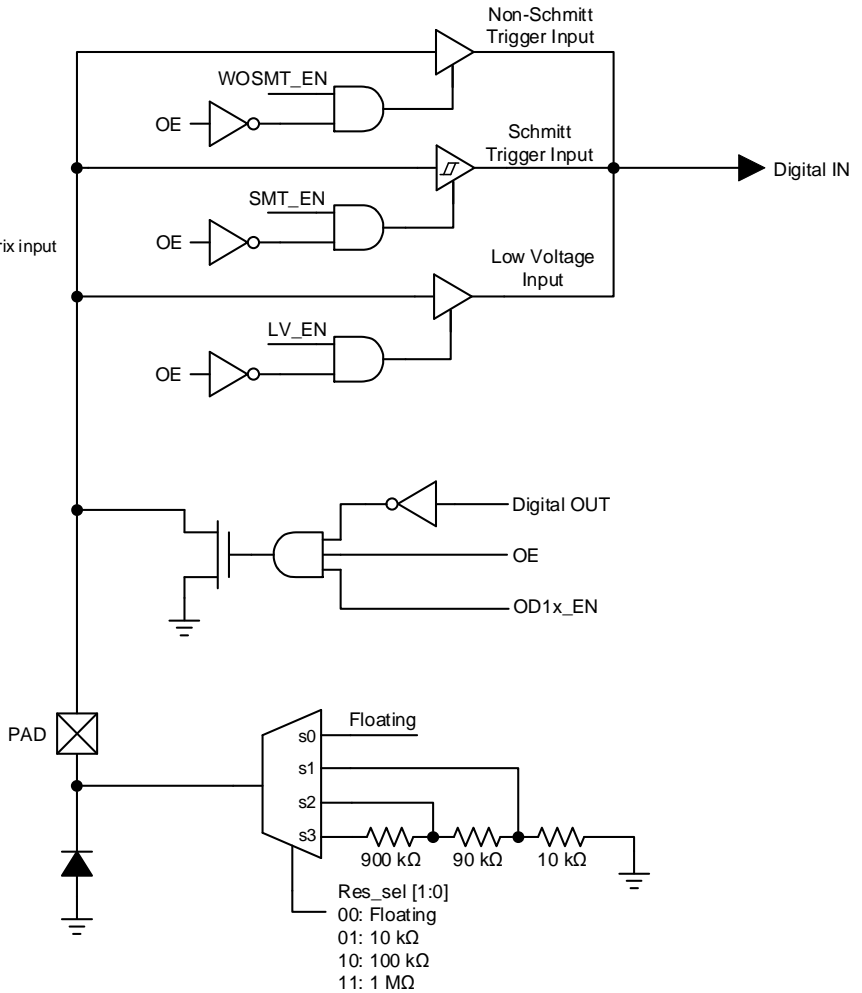 Non-Schmitt
Trigger Input
WOSMT_EN
OE
Schmitt
Trigger Input
Digital IN
SMT_EN
OE
rix input
Low Voltage
Input
LV_EN
OE
Digital OUT
OE
OD1x_EN
PAD
Floating
s0
s1
s2
s3
900 kΩ
90 kΩ
10 kΩ
Res_sel [1:0]
00: Floating
01: 10 kΩ
10: 100 kΩ
11: 1 MΩ